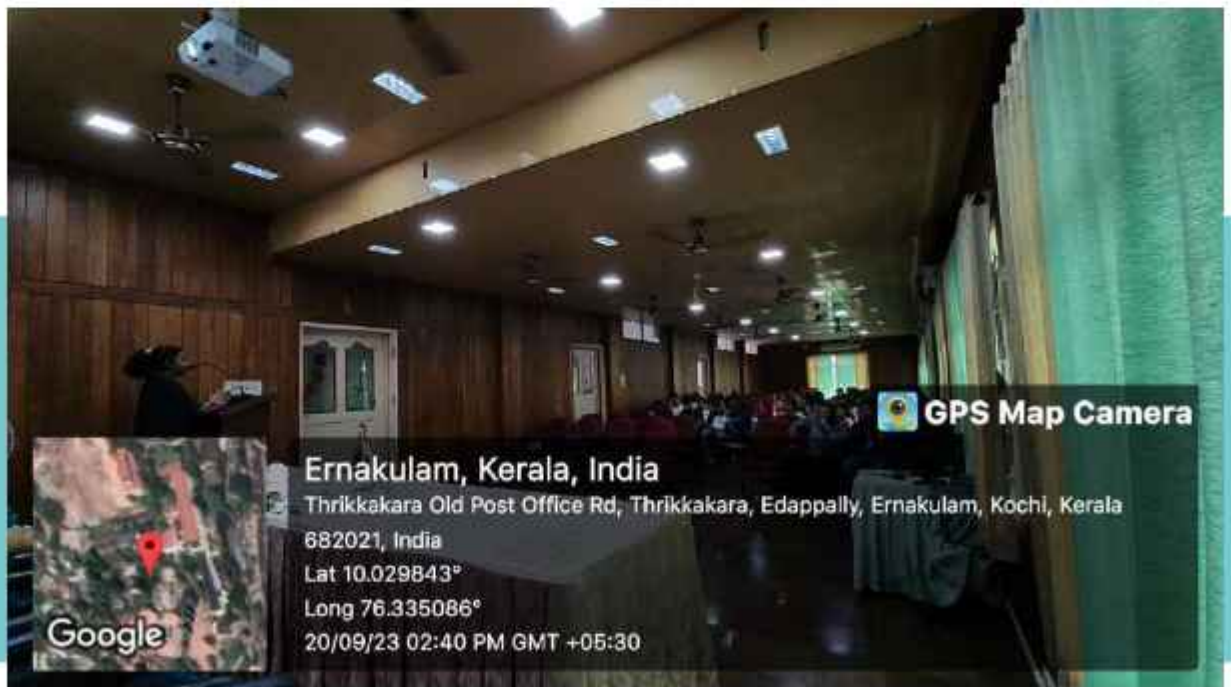 GPS Map Camera
Ernakulam, Kerala, India
Thrikkakara Old Post Office Rd, Thrikkakara, Edappally, Ernakulam, Kochi, Kerala
682021, India
Lat 10.029843°
Long 76.335086°
20/09/23 02:40 PM GMT +05:30
Google